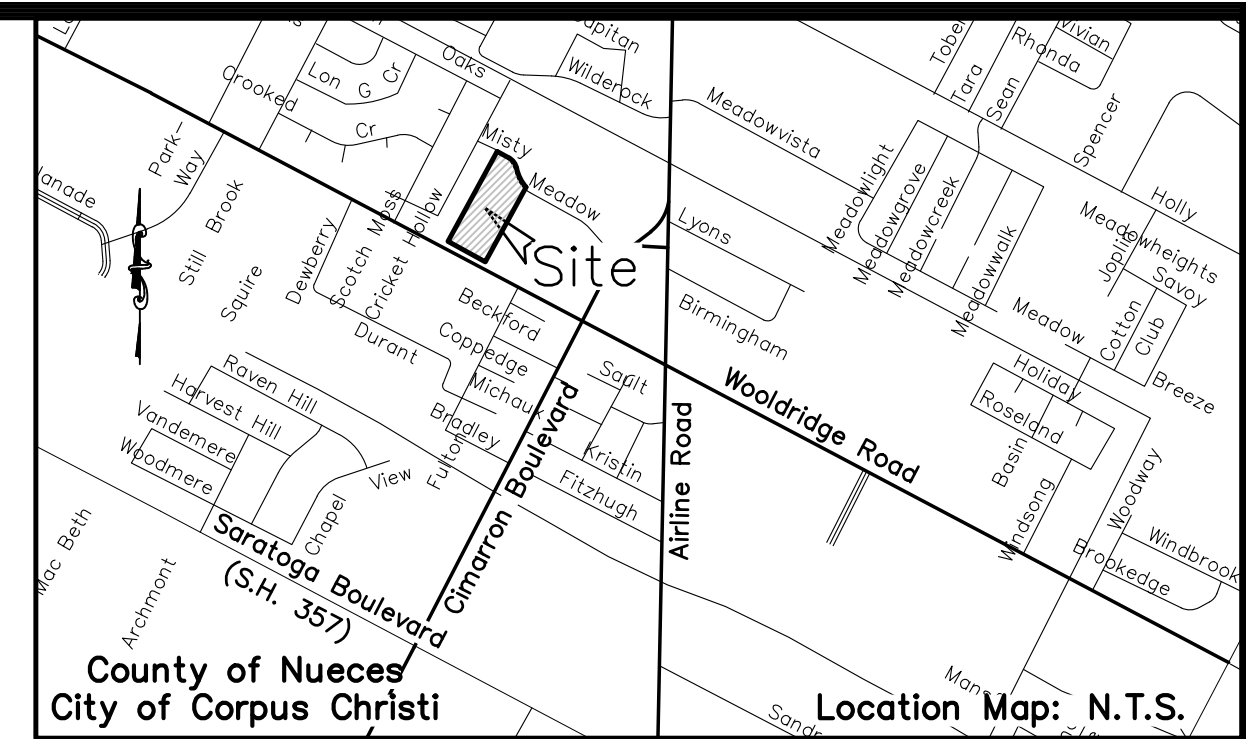 apitan
Vivian
Rhonda
Oaks
Wilderock
Tara
Sean
Lon
G
Cr
Crooked
Cr
Meadowvista
Spencer
Misty
Park-
Way
lanade
Meadow
Holly
Brook
Moss
Hollow
Meadowlight
Meadowgrove
Meadowcreek
Meadowwalk
Meadowheights
Joplin
Savoy
Lyons
Still
Squire
Dewberry
Scotch
Cricket
Site
Beckford
Coppedge
Michaux
Bradley
Durant
Birmingham
Meadow
Cotton
Club
Breeze
Raven Hill
Harvest Hill
Vandemere
Woodmere
Sault
Wooldridge Road
Holiday
Roseland
Basin
Kristin
Fitzhugh
Fulton
View
Chapel
Cimarron Boulevard
Airline Road
Windsong
Woodway
Windbrook
Brookedge
Mac Beth
Archmont
Saratoga Boulevard
(S.H. 357)
County of Nueces
City of Corpus Christi
Location Map: N.T.S.